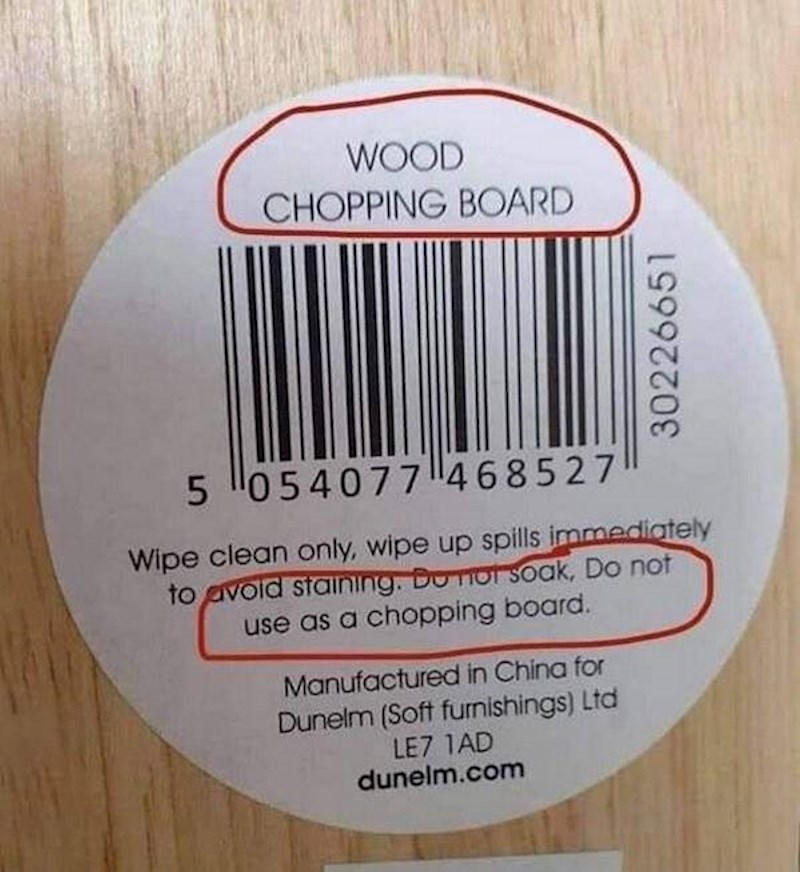 WOOD
CHOPPING BOARD
30226651
5 054077 468527
Wipe clean only, wipe up spills immediately
to avoid staining. Do not soak, Do not
use as a chopping board.
Manufactured in China for
Dunelm (Soft furnishings) Ltd
LE7 1AD
dunelm.com